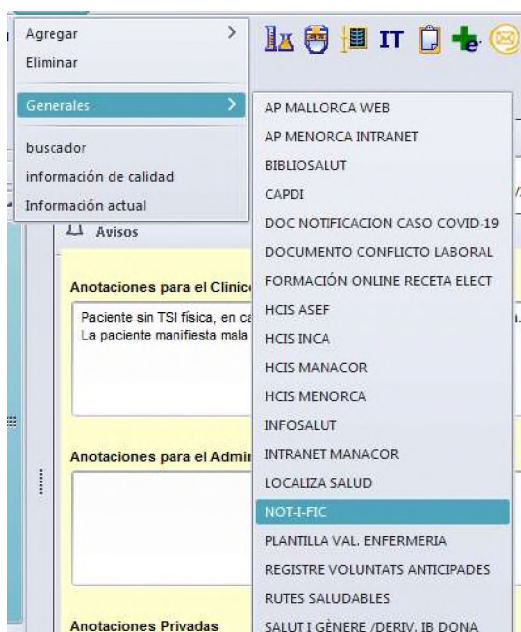 Agregar
Eliminar
Generales
buscador
información de calidad
Información actual
IT
AP MALLORCA WEB
AP MENORCA INTRANET
BIBLIOSALUT
CAPDI
DOC NOTIFICACION CASO COVID-19
DOCUMENTO CONFLICTO LABORAL
FORMACIÓN ONLINE RECETA ELECT
HCIS ASEF
HCIS INCA
HCIS MANACOR
HCIS MENORCA
INFOSALUT
INTRANET MANACOR
LOCALIZA SALUD
NOT-I-FIC
PLANTILLA VAL. ENFERMERIA
REGISTRE VOLUNTATS ANTICIPADES
RUTES SALUDABLES
SALUT I GÈNERE /DERIV. IB DONA
Avisos
Anotaciones para el Clínic
Paciente sin TSI física, en ca
La paciente manifiesta mala
Anotaciones para el Admi
Anotaciones Privadas